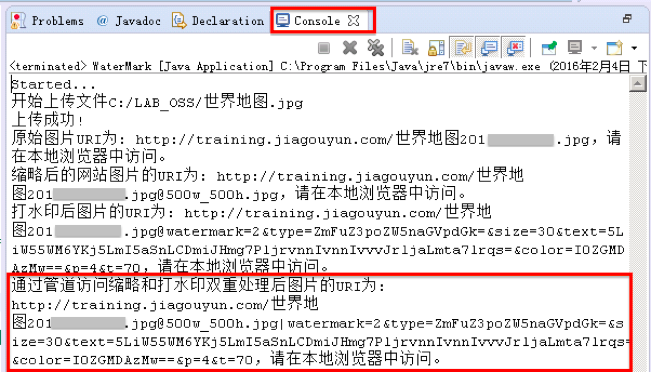 Problems @ Javadoc Declaration Console
<terminated> WaterMark [Java Application] C:\Program Files\Java\jre7\bin\javaw.exe (2016年2月4日 下
Started...
开始上传文件C:/LAB_OSS/世界地图.jpg
上传成功!
原始图片URI为: http://training.jiagouyun.com/世界地图201 .jpg，请
在本地浏览器中访问。
缩略后的网站图片的URI为: http://training.jiagouyun.com/世界地
图201 .jpg@500w_500h.jpg，请在本地浏览器中访问。
打水印后图片的URI为: http://training.jiagouyun.com/世界地
图201 .jpg@watermark=2&type=ZmFuZ3poZW5naGVpdGk=&size=30&text=5L
iW55WM6YKj5LmI5aSnLCDmiJHmg7PljrvnnIvnnIvvvJrljaLmta7lrqs=&color=IOZGMD
AzMw==&p=4&t=70，请在本地浏览器中访问。
通过管道访问缩略和打水印双重处理后图片的URI为:
http://training.jiagouyun.com/世界地
图201 .jpg@500w_500h.jpg|watermark=2&type=ZmFuZ3poZW5naGVpdGk=&s
ize=30&text=5LiW55WM6YKj5LmI5aSnLCDmiJHmg7PljrvnnIvnnIvvvJrljaLmta7lrqs=
&color=IOZGMDAzMw==&p=4&t=70，请在本地浏览器中访问。